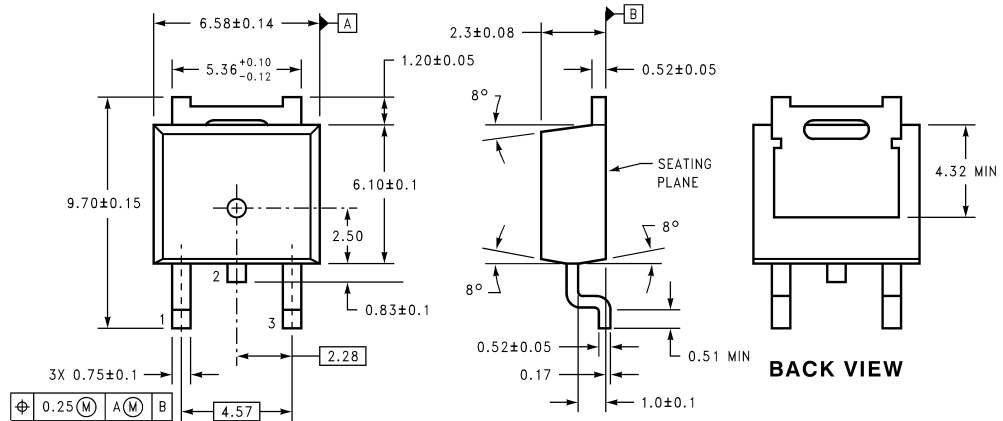 6.58±0.14
A
5.36 +0.10 -0.12
1.20±0.05
9.70±0.15
6.10±0.1
2.50
2
0.83±0.1
1
3
2.28
3X 0.75±0.1
⌖ 0.25 Ⓜ A Ⓜ B
4.57
B
2.3±0.08
0.52±0.05
8°
SEATING
PLANE
8°
8°
0.52±0.05
0.51 MIN
0.17
1.0±0.1
4.32 MIN
BACK VIEW